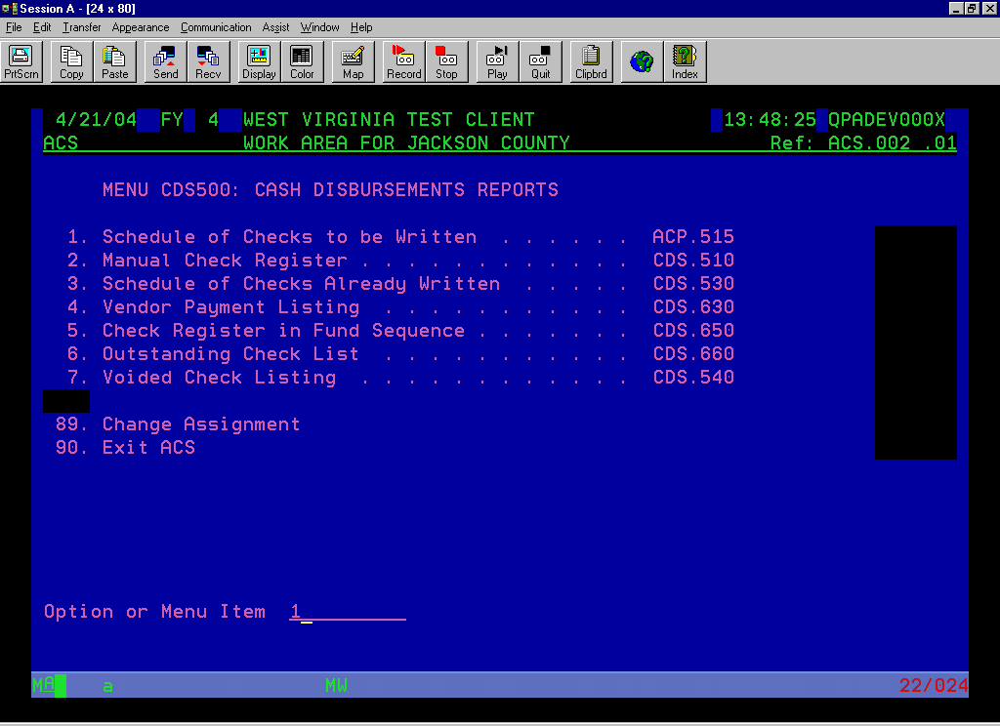 Session A - [24 x 80]
File Edit Transfer Appearance Communication Assist Window Help
PrtScrn Copy Paste Send Recv Display Color Map Record Stop Play Quit Clipbrd Index
4/21/04 FY 4 WEST VIRGINIA TEST CLIENT 13:48:25 QPADEV000X
ACS WORK AREA FOR JACKSON COUNTY Ref: ACS.002 .01
MENU CDS500: CASH DISBURSEMENTS REPORTS
1. Schedule of Checks to be Written . . . . . . ACP.515
2. Manual Check Register . . . . . . . . . . . . CDS.510
3. Schedule of Checks Already Written . . . . . CDS.530
4. Vendor Payment Listing . . . . . . . . . . . CDS.630
5. Check Register in Fund Sequence . . . . . . . CDS.650
6. Outstanding Check List . . . . . . . . . . . CDS.660
7. Voided Check Listing . . . . . . . . . . . . CDS.540
89. Change Assignment
90. Exit ACS
Option or Menu Item 1
MA a MW 22/024